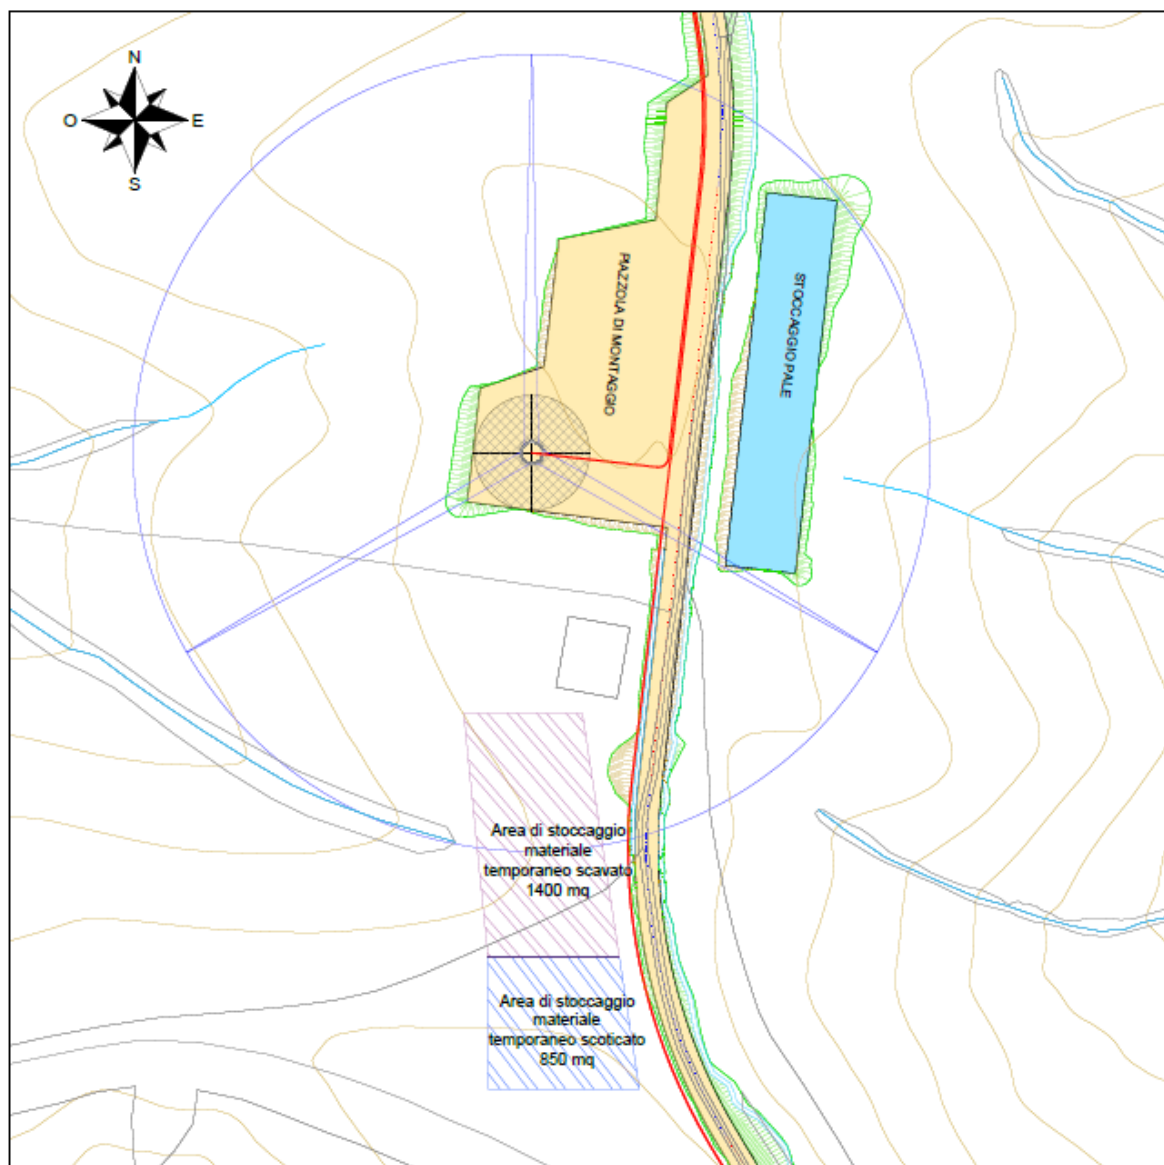 N
O
E
S
PIAZZOLA DI MONTAGGIO
STOCCAGGIO PALE
Area di stoccaggio
materiale
temporaneo scavato
1400 mq
Area di stoccaggio
materiale
temporaneo scoticato
850 mq